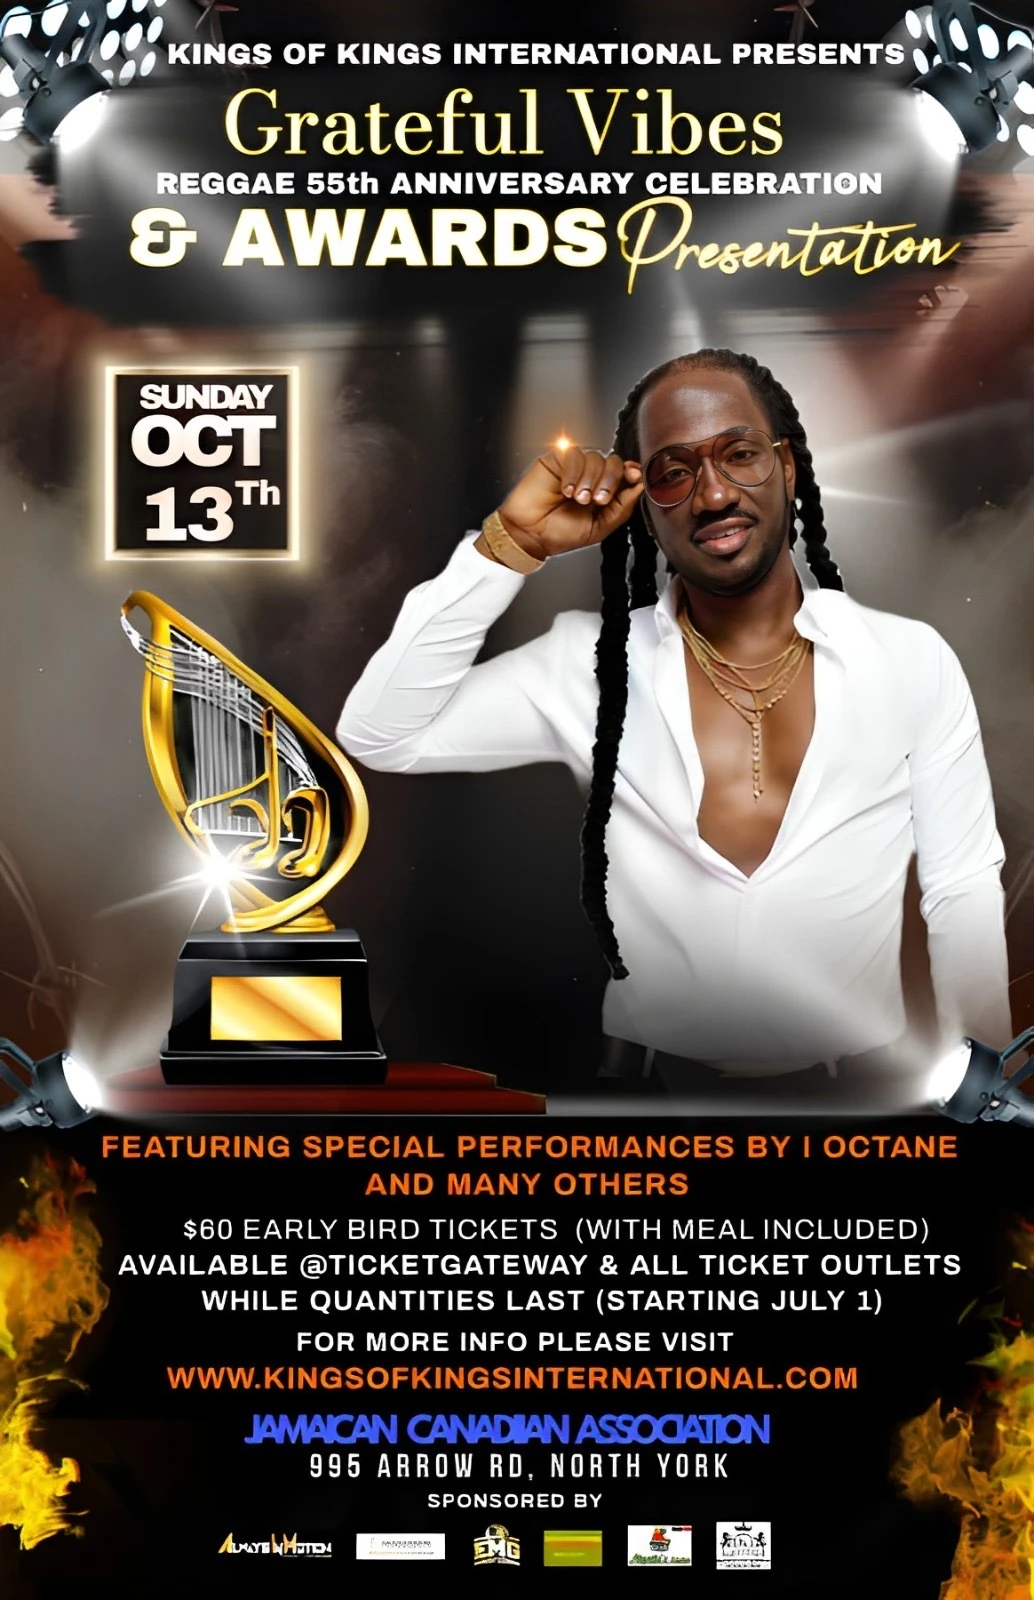 KINGS OF KINGS INTERNATIONAL PRESENTS
Grateful Vibes
REGGAE 55th ANNIVERSARY CELEBRATION
& AWARDS Presentation
SUNDAY
OCT
13Th
FEATURING SPECIAL PERFORMANCES BY I OCTANE
AND MANY OTHERS
$60 EARLY BIRD TICKETS (WITH MEAL INCLUDED)
AVAILABLE @TICKETGATEWAY & ALL TICKET OUTLETS
WHILE QUANTITIES LAST (STARTING JULY 1)
FOR MORE INFO PLEASE VISIT
WWW.KINGSOFKINGSINTERNATIONAL.COM
JAMAICAN CANADIAN ASSOCIATION
995 ARROW RD, NORTH YORK
SPONSORED BY
ALWAYS IN MOTION
EMG